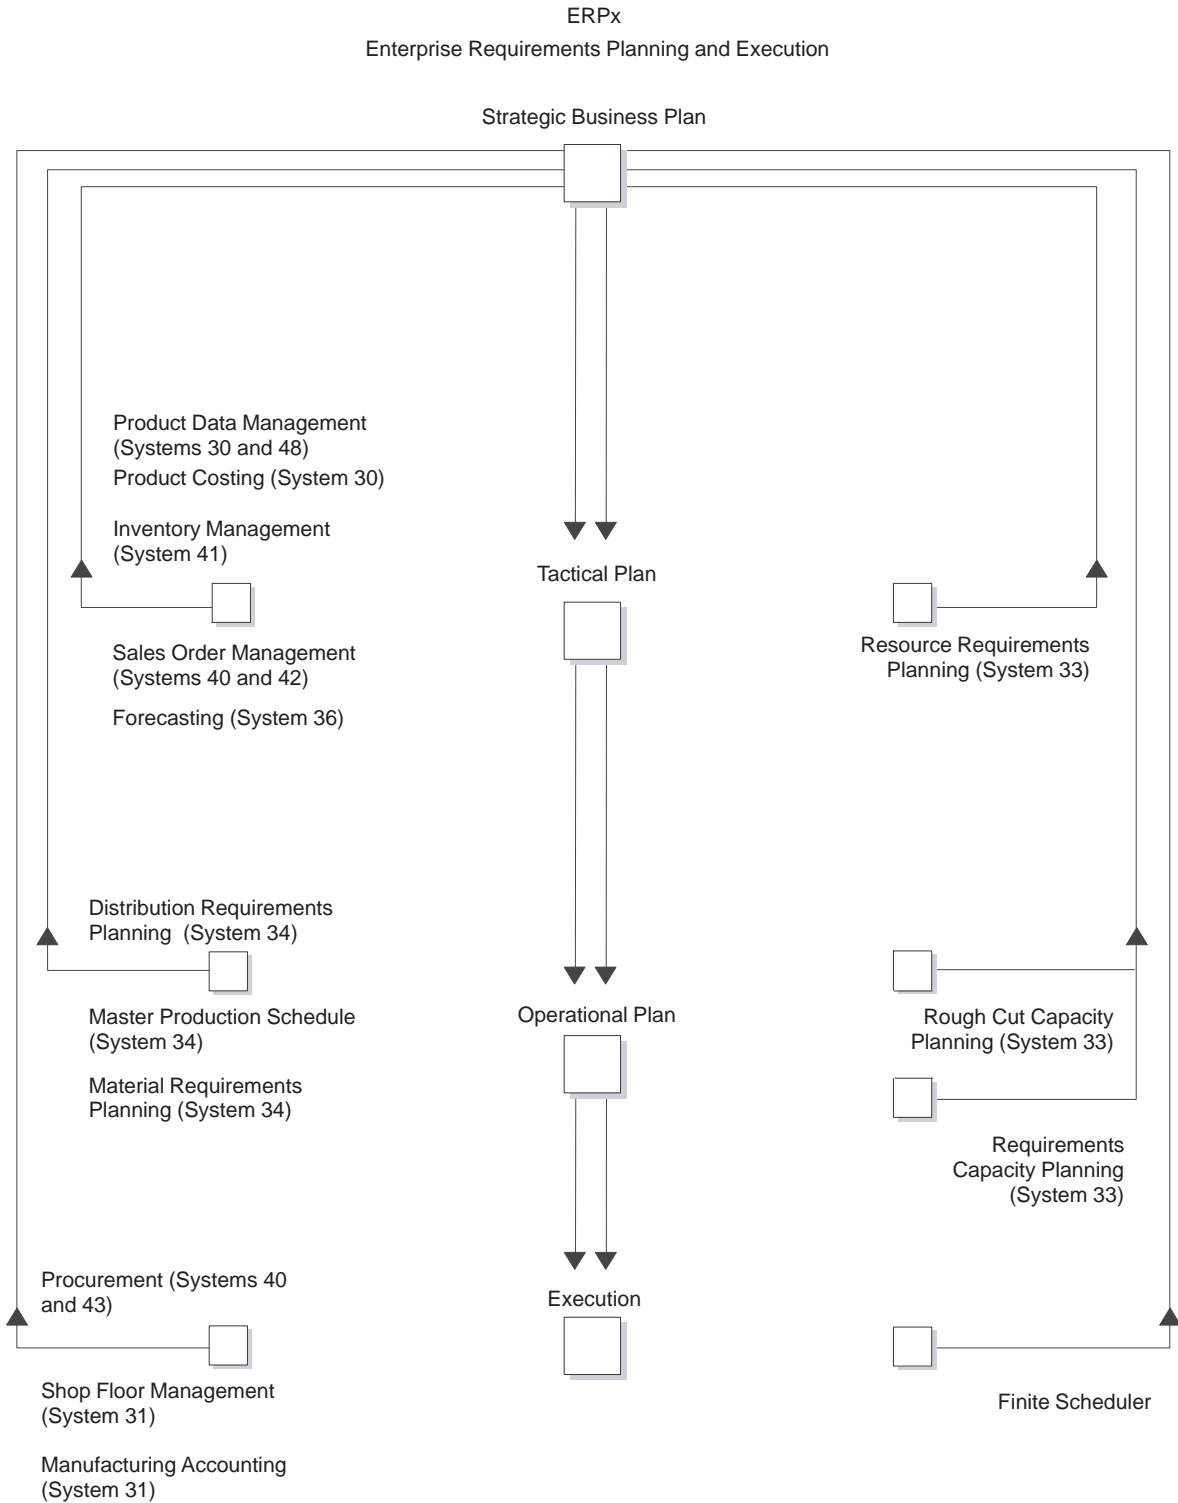 ERPx
Enterprise Requirements Planning and Execution
Strategic Business Plan
Product Data Management
(Systems 30 and 48)
Product Costing (System 30)
Inventory Management
(System 41)
Tactical Plan
Sales Order Management
(Systems 40 and 42)
Forecasting (System 36)
Resource Requirements
Planning (System 33)
Distribution Requirements
Planning  (System 34)
Operational Plan
Master Production Schedule
(System 34)
Material Requirements
Planning (System 34)
Rough Cut Capacity
Planning (System 33)
Requirements
Capacity Planning
(System 33)
Procurement (Systems 40
and 43)
Execution
Shop Floor Management
(System 31)
Manufacturing Accounting
(System 31)
Finite Scheduler